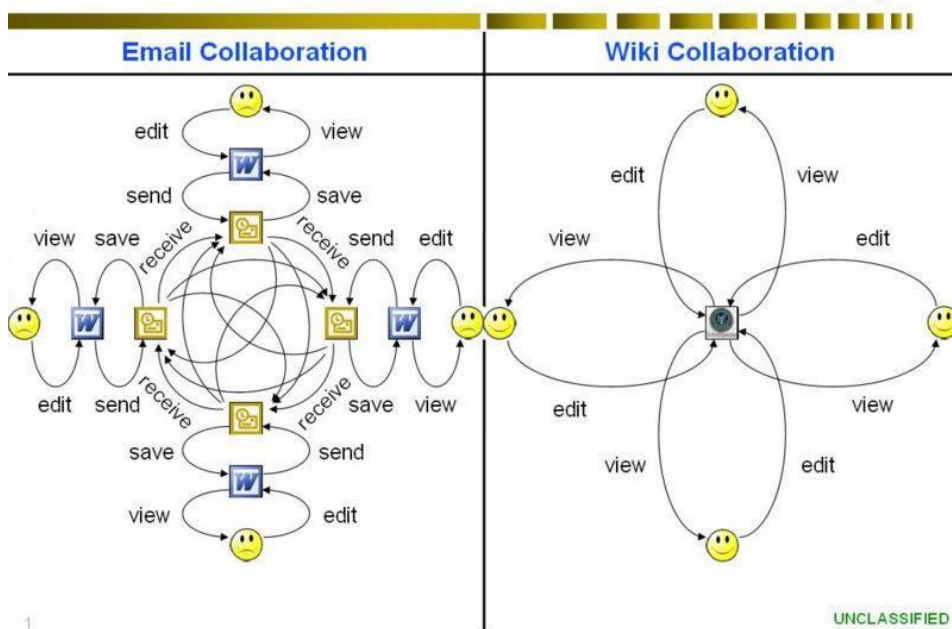 Email Collaboration
Wiki Collaboration
edit
view
send
save
receive
receive
view
save
send
edit
W
W
W
edit
send
save
view
receive
receive
save
send
W
view
edit
edit
view
view
edit
edit
view
view
edit
1
UNCLASSIFIED